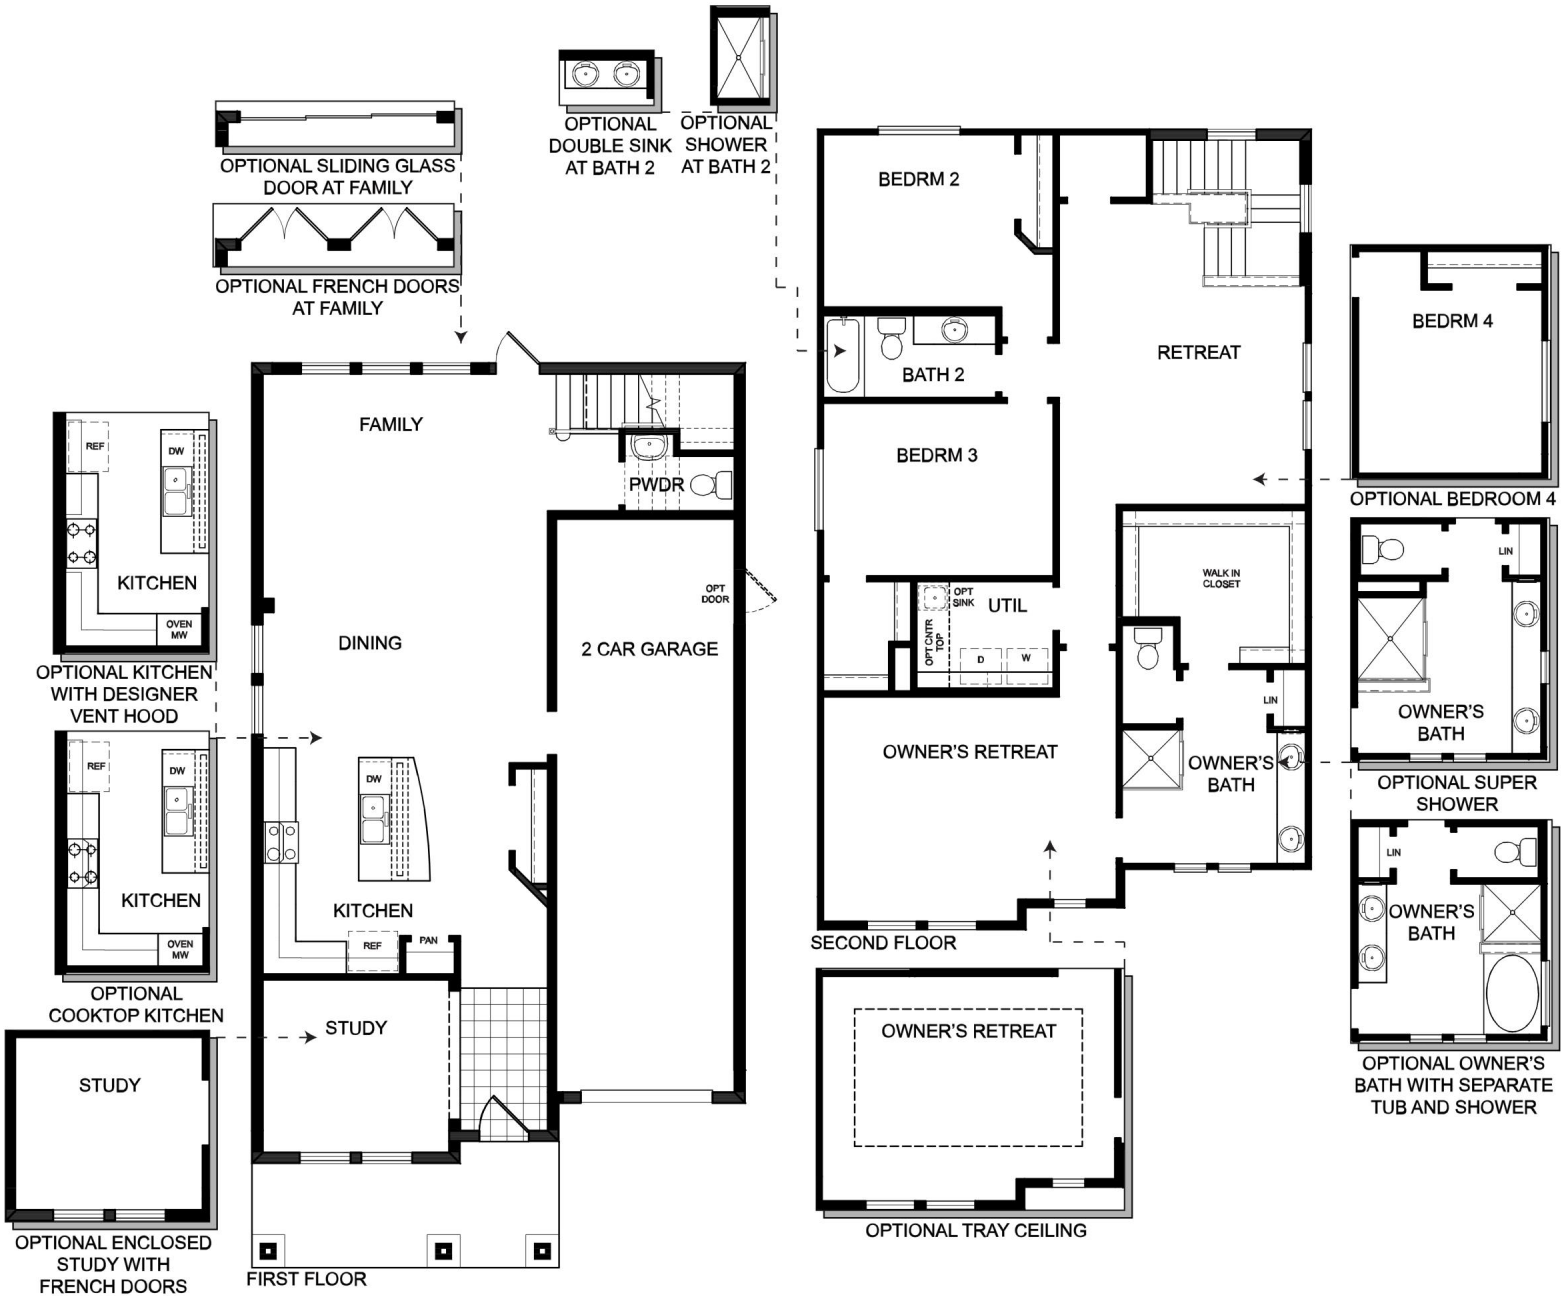 OPTIONAL
DOUBLE SINK
AT BATH 2
OPTIONAL
SHOWER
AT BATH 2
OPTIONAL SLIDING GLASS
DOOR AT FAMILY
OPTIONAL FRENCH DOORS
AT FAMILY
REF
DW
KITCHEN
OVEN
MW
OPTIONAL KITCHEN
WITH DESIGNER
VENT HOOD
REF
DW
KITCHEN
OVEN
MW
OPTIONAL
COOKTOP KITCHEN
STUDY
OPTIONAL ENCLOSED
STUDY WITH
FRENCH DOORS
FAMILY
PWDR
OPT
DOOR
DINING
2 CAR GARAGE
DW
KITCHEN
REF
PAN
STUDY
FIRST FLOOR
BEDRM 2
RETREAT
BATH 2
BEDRM 3
WALK IN
CLOSET
OPT
SINK
UTIL
OPT CNTR
TOP
D
W
LIN
OWNER'S RETREAT
OWNER'S
BATH
SECOND FLOOR
OWNER'S RETREAT
OPTIONAL TRAY CEILING
BEDRM 4
OPTIONAL BEDROOM 4
LIN
OWNER'S
BATH
OPTIONAL SUPER
SHOWER
LIN
OWNER'S
BATH
OPTIONAL OWNER'S
BATH WITH SEPARATE
TUB AND SHOWER